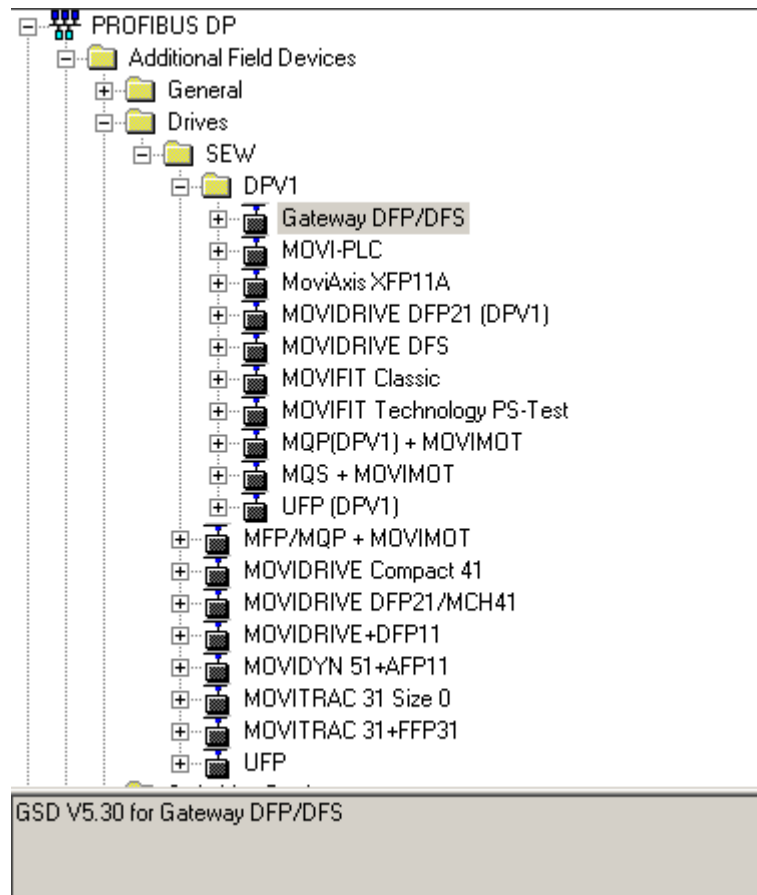 PROFIBUS DP
Additional Field Devices
General
Drives
SEW
DPV1
Gateway DFP/DFS
MOVI-PLC
MoviAxis XFP11A
MOVIDRIVE DFP21 (DPV1)
MOVIDRIVE DFS
MOVIFIT Classic
MOVIFIT Technology PS-Test
MQP(DPV1) + MOVIMOT
MQS + MOVIMOT
UFP (DPV1)
MFP/MQP + MOVIMOT
MOVIDRIVE Compact 41
MOVIDRIVE DFP21/MCH41
MOVIDRIVE+DFP11
MOVIDYN 51+AFP11
MOVITRAC 31 Size 0
MOVITRAC 31+FFP31
UFP
GSD V5.30 for Gateway DFP/DFS